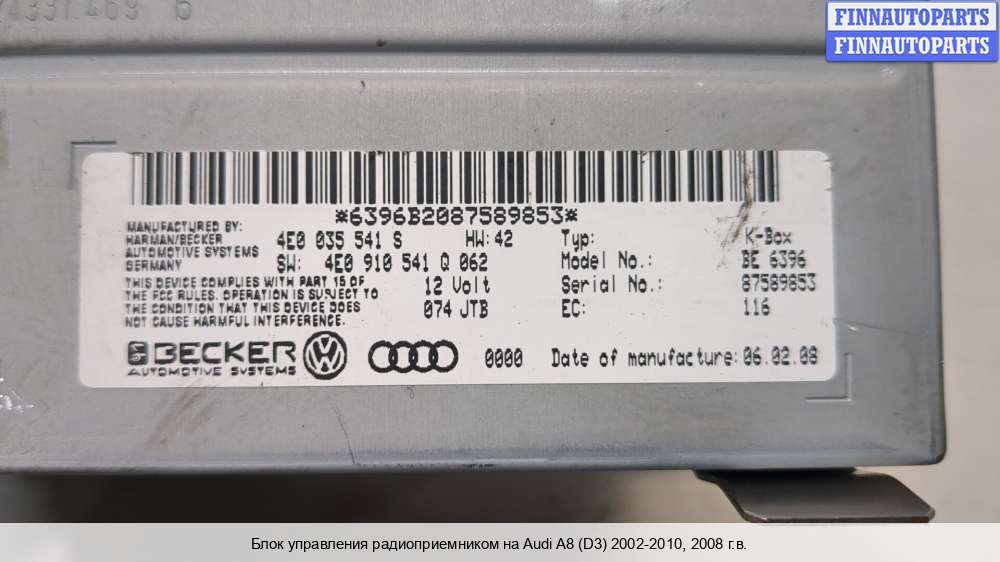 74337.469 6
FINNAUTOPARTS
FINNAUTOPARTS
*6396B2087589853*
MANUFACTURED BY:
HARMAN/BECKER
AUTOMOTIVE SYSTEMS
GERMANY
4E0 035 541 S HW: 42
SW: 4E0 910 541 Q 062
Typ: K-Box
Model No.: BE 6396
Serial No.: 87589853
EC: 116
THIS DEVICE COMPLIES WITH PART 15 OF
THE FCC RULES. OPERATION IS SUBJECT TO
THE CONDITION THAT THIS DEVICE DOES
NOT CAUSE HARMFUL INTERFERENCE.
12 Volt
074 JTB
BECKER
AUTOMOTIVE SYSTEMS
0000 Date of manufacture: 06.02.08
Блок управления радиоприемником на Audi A8 (D3) 2002-2010, 2008 г.в.